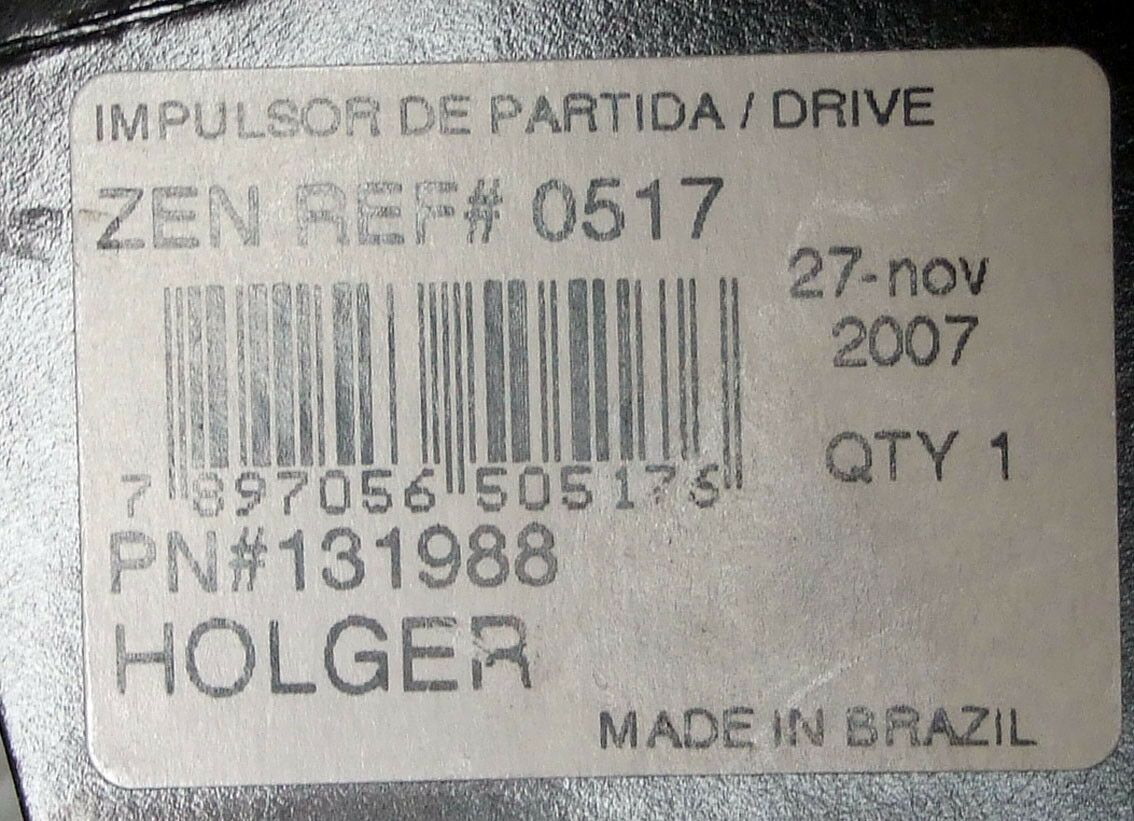 IMPULSOR DE PARTIDA / DRIVE
ZEN REF# 0517
27-nov
2007
QTY 1
7 897056 505176
PN#131988
HOLGER
MADE IN BRAZIL